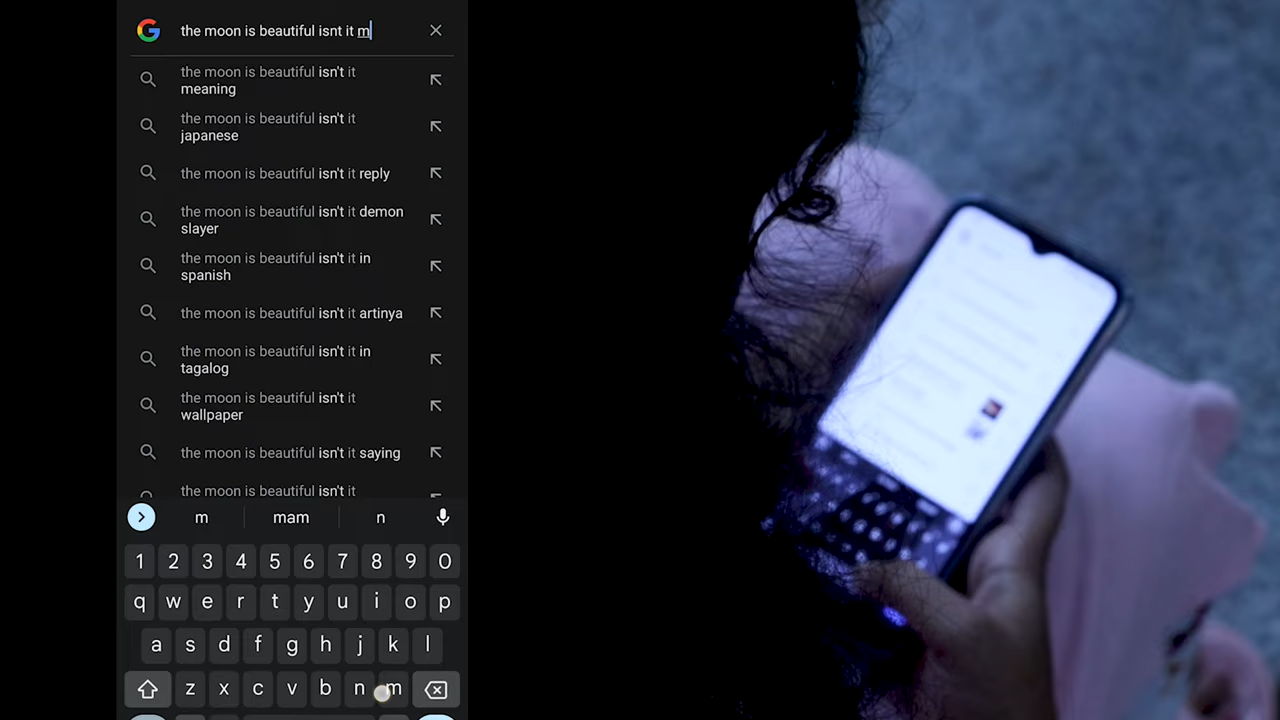 the moon is beautiful isnt it m
the moon is beautiful isn't it
meaning
the moon is beautiful isn't it
japanese
the moon is beautiful isn't it reply
the moon is beautiful isn't it demon
slayer
the moon is beautiful isn't it in
spanish
the moon is beautiful isn't it artinya
the moon is beautiful isn't it in
tagalog
the moon is beautiful isn't it
wallpaper
the moon is beautiful isn't it saying
the moon is beautiful isn't it
m mam n
1 2 3 4 5 6 7 8 9 0
q w e r t y u i o p
a s d f g h j k l
z x c v b n m